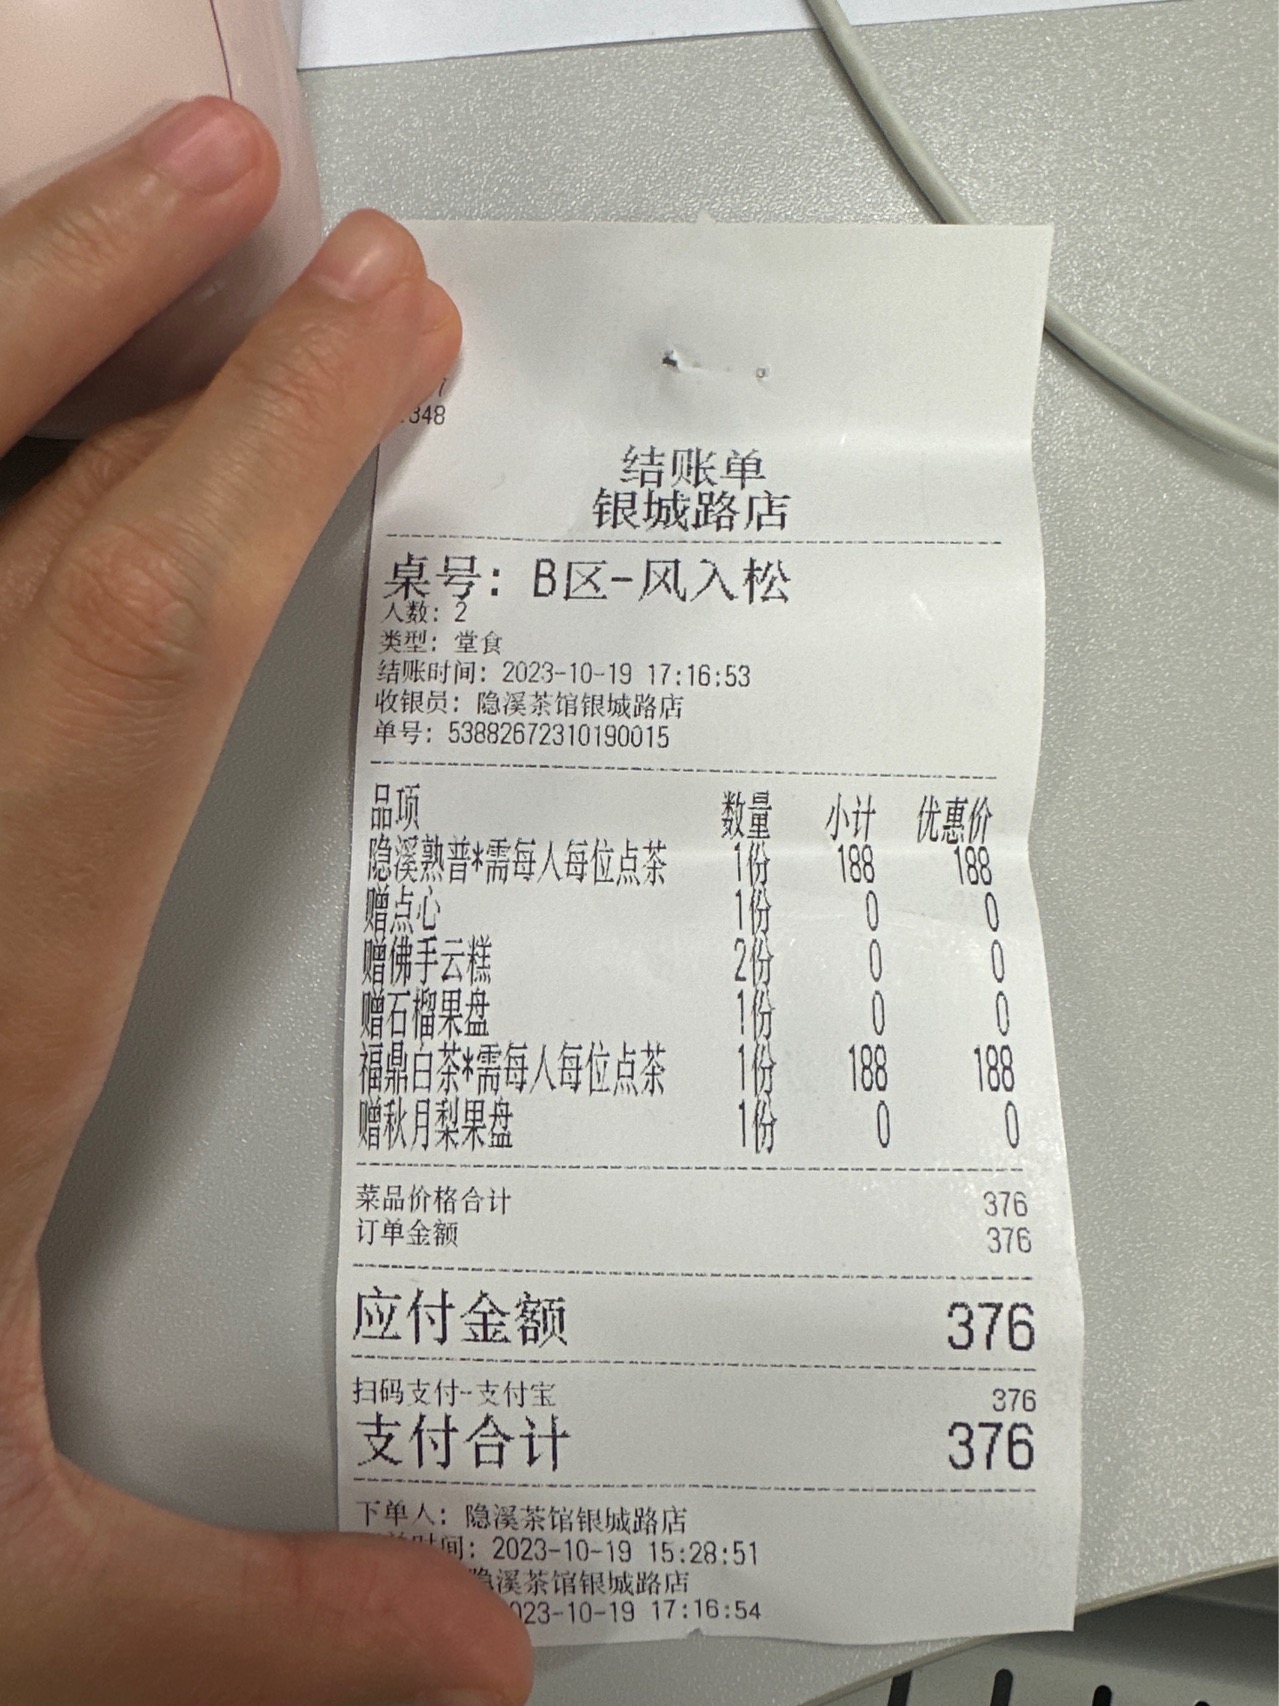 7
348
结账单
银城路店
桌号: B区-风入松
人数: 2
类型: 堂食
结账时间: 2023-10-19 17:16:53
收银员: 隐溪茶馆银城路店
单号: 53882672310190015
品项 数量 小计 优惠价
隐溪熟普*需每人每位点茶 1份 188 188
赠点心 1份 0 0
赠佛手云糕 2份 0 0
赠石榴果盘 1份 0 0
福鼎白茶*需每人每位点茶 1份 188 188
赠秋月梨果盘 1份 0 0
菜品价格合计 376
订单金额 376
应付金额 376
扫码支付-支付宝 376
支付合计 376
下单人: 隐溪茶馆银城路店
时间: 2023-10-19 15:28:51
隐溪茶馆银城路店
023-10-19 17:16:54